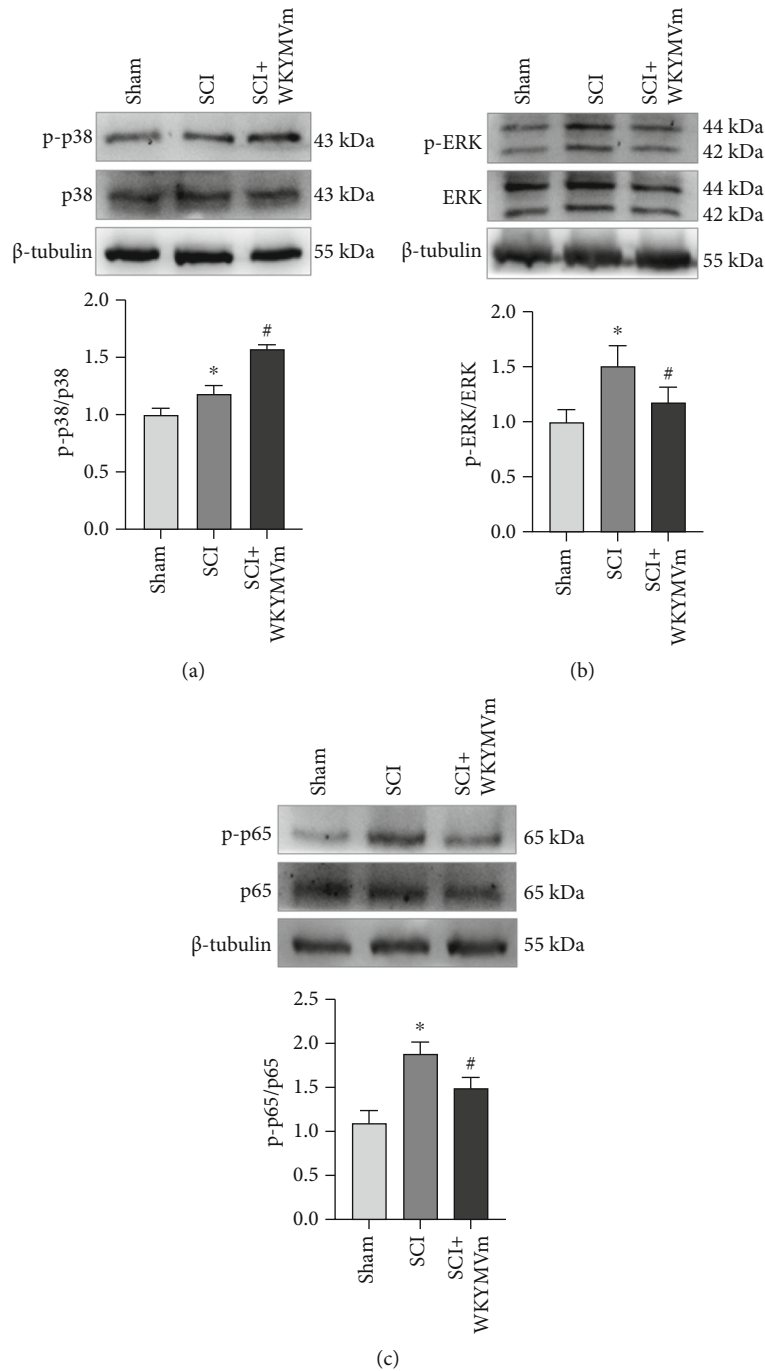 Sham
SCI
SCI+
WKYMVm
p-p38
43 kDa
p38
43 kDa
β-tubulin
55 kDa
2.0
1.5
1.0
0.5
0.0
p-p38/p38
*
#
Sham
SCI
SCI+
WKYMVm
(a)
Sham
SCI
SCI+
WKYMVm
p-ERK
44 kDa
42 kDa
ERK
44 kDa
42 kDa
β-tubulin
55 kDa
2.0
1.5
1.0
0.5
0.0
p-ERK/ERK
*
#
Sham
SCI
SCI+
WKYMVm
(b)
Sham
SCI
SCI+
WKYMVm
p-p65
65 kDa
p65
65 kDa
β-tubulin
55 kDa
2.5
2.0
1.5
1.0
0.5
0.0
p-p65/p65
*
#
Sham
SCI
SCI+
WKYMVm
(c)